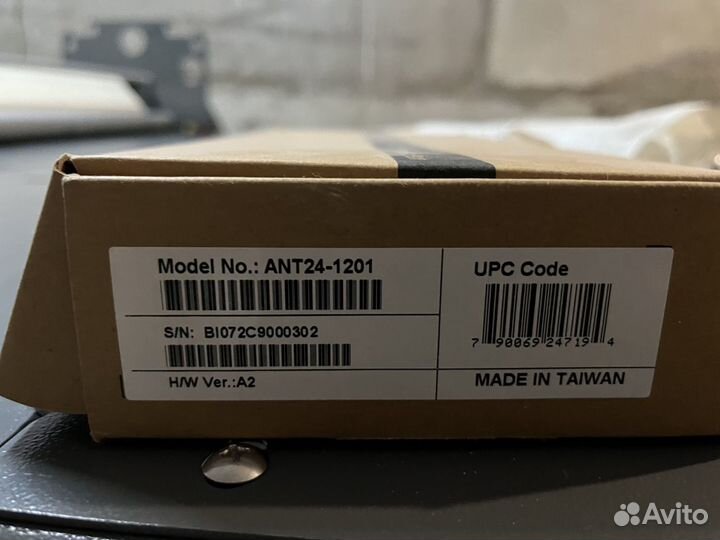 Model No.: ANT24-1201
S/N: BI072C9000302
H/W Ver.:A2
UPC Code
7 90069 24719 4
MADE IN TAIWAN
Avito